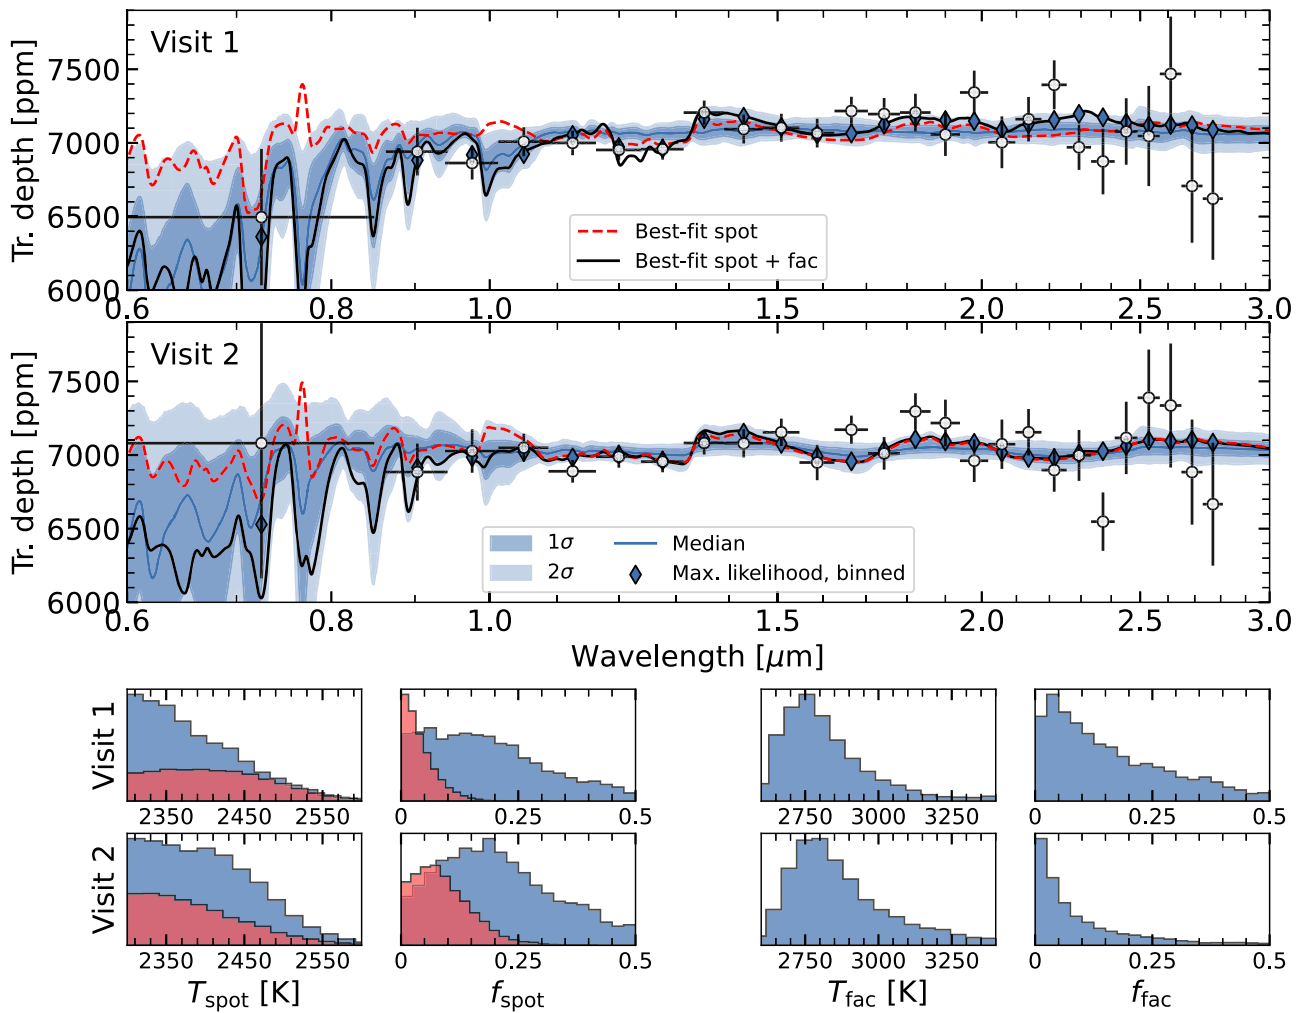 Visit 1
Tr. depth [ppm]
7500
7000
6500
6000
Best-fit spot
Best-fit spot + fac
0.6 0.8 1.0 1.5 2.0 2.5 3.0
Visit 2
Tr. depth [ppm]
7500
7000
6500
6000
1σ
2σ
Median
Max. likelihood, binned
0.6 0.8 1.0 1.5 2.0 2.5 3.0
Wavelength [μm]
Visit 1
2350 2450 2550
0 0.25 0.5
2750 3000 3250
0 0.25 0.5
Visit 2
2350 2450 2550
0 0.25 0.5
2750 3000 3250
0 0.25 0.5
T_spot [K]
f_spot
T_fac [K]
f_fac